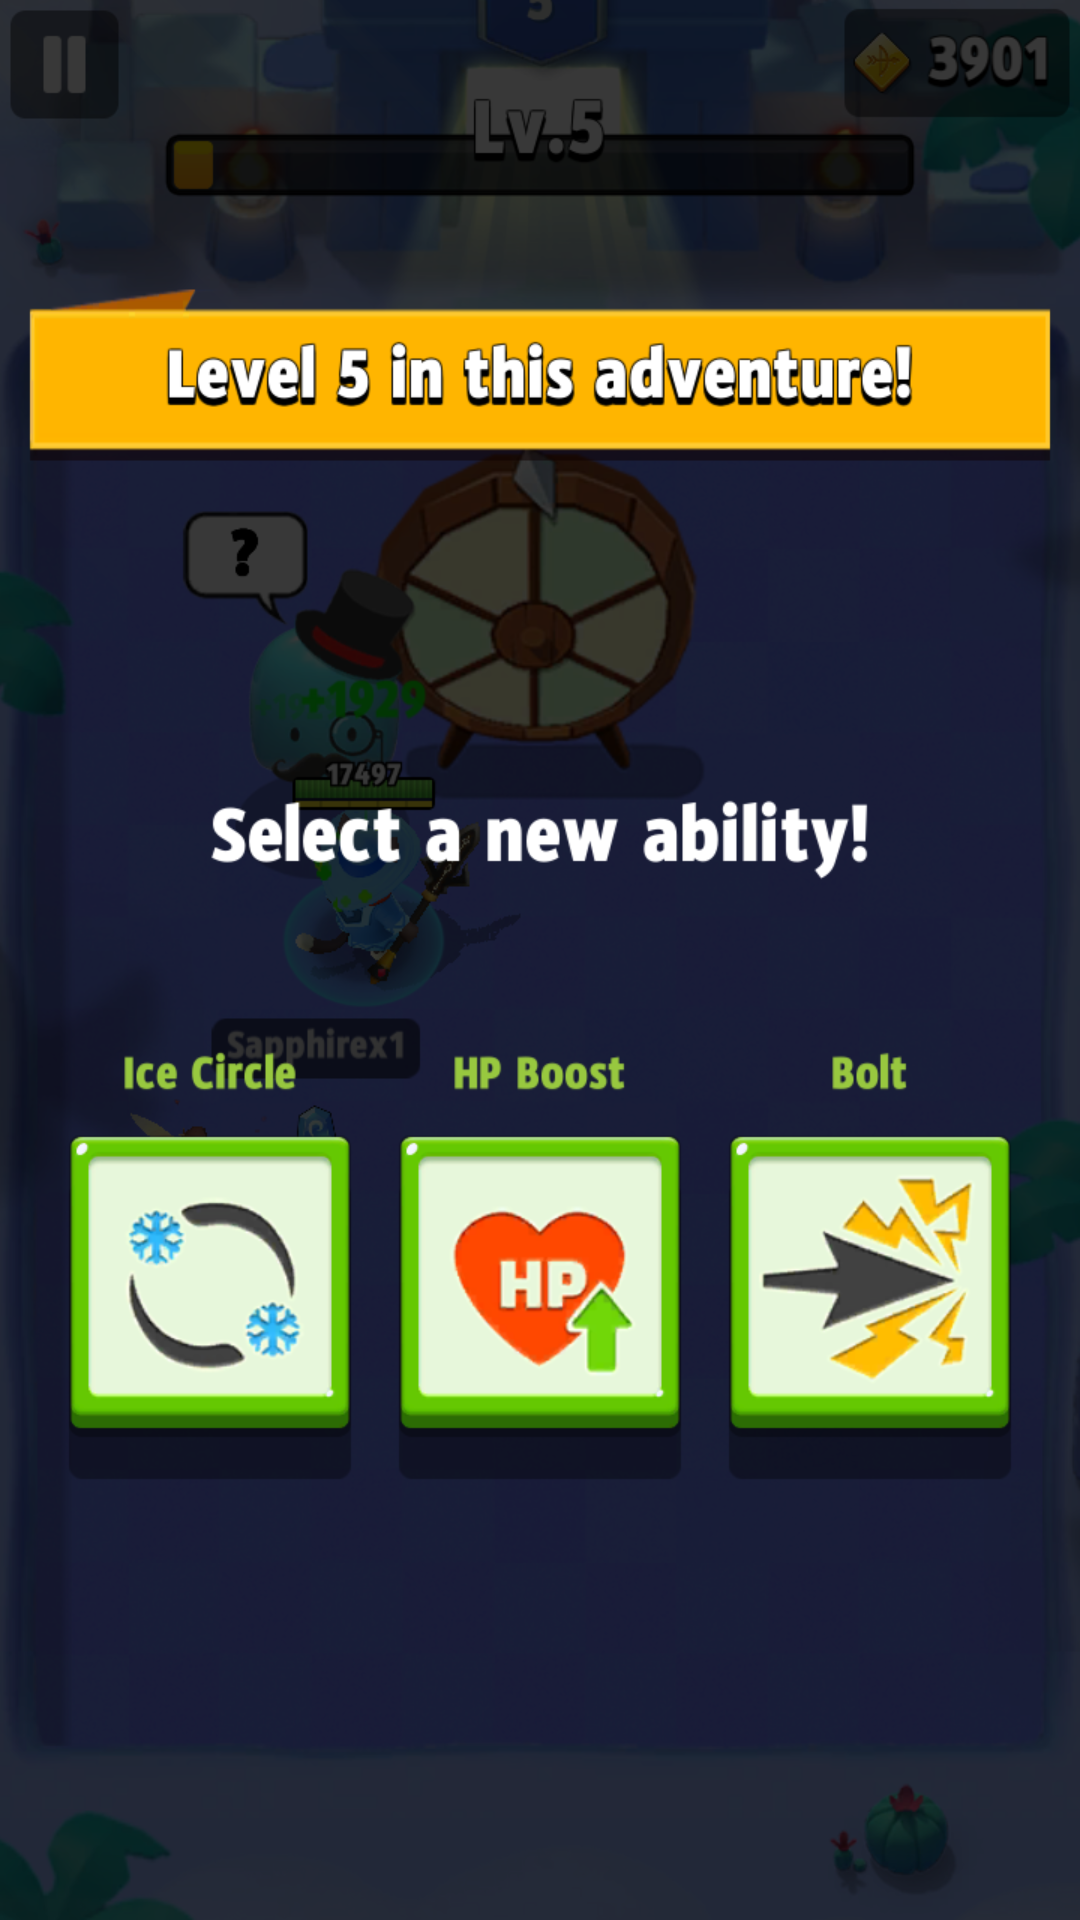 5
3901
Lv.5
Level 5 in this adventure!
?
+1929
17497
Select a new ability!
Sapphirex1
Ice Circle
HP Boost
Bolt
HP